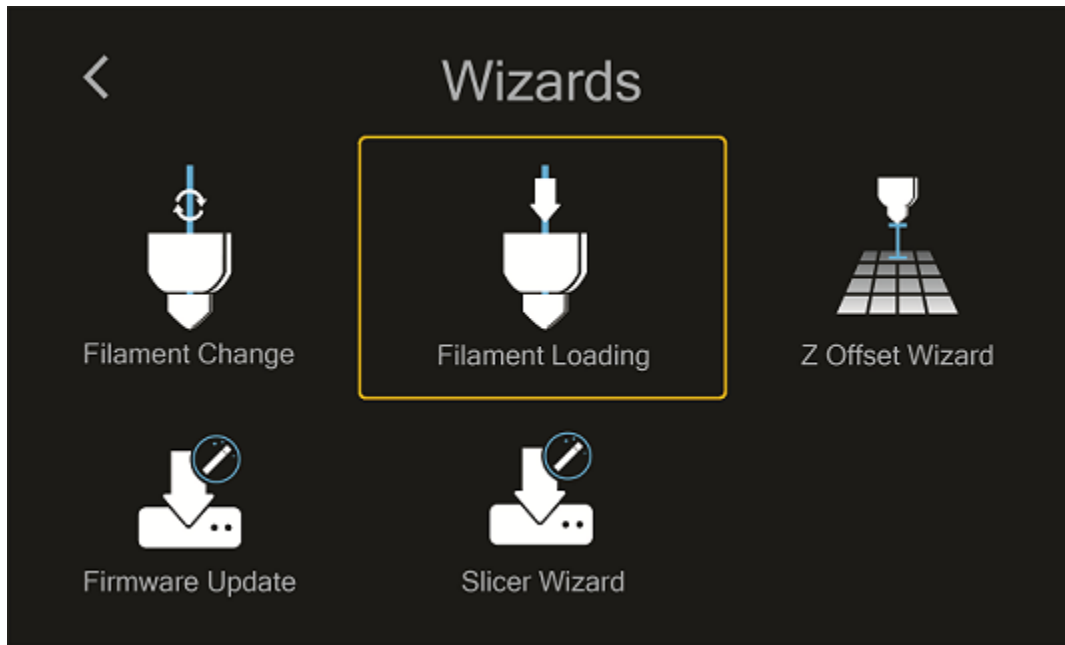 Wizards
Filament Change
Filament Loading
Z Offset Wizard
Firmware Update
Slicer Wizard